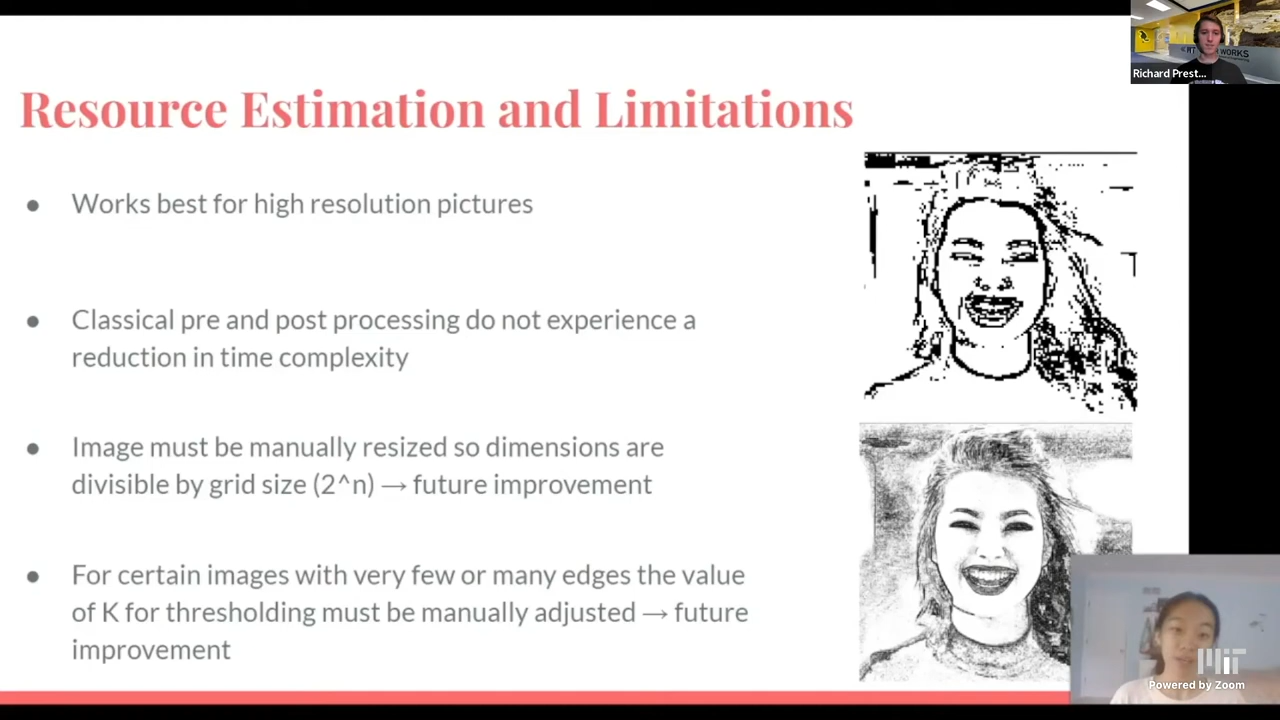 Resource Estimation and Limitations
● Works best for high resolution pictures
● Classical pre and post processing do not experience a
reduction in time complexity
● Image must be manually resized so dimensions are
divisible by grid size (2^n) → future improvement
● For certain images with very few or many edges the value
of K for thresholding must be manually adjusted → future
improvement
WORKS
Richard Prest...
MIT
Powered by Zoom